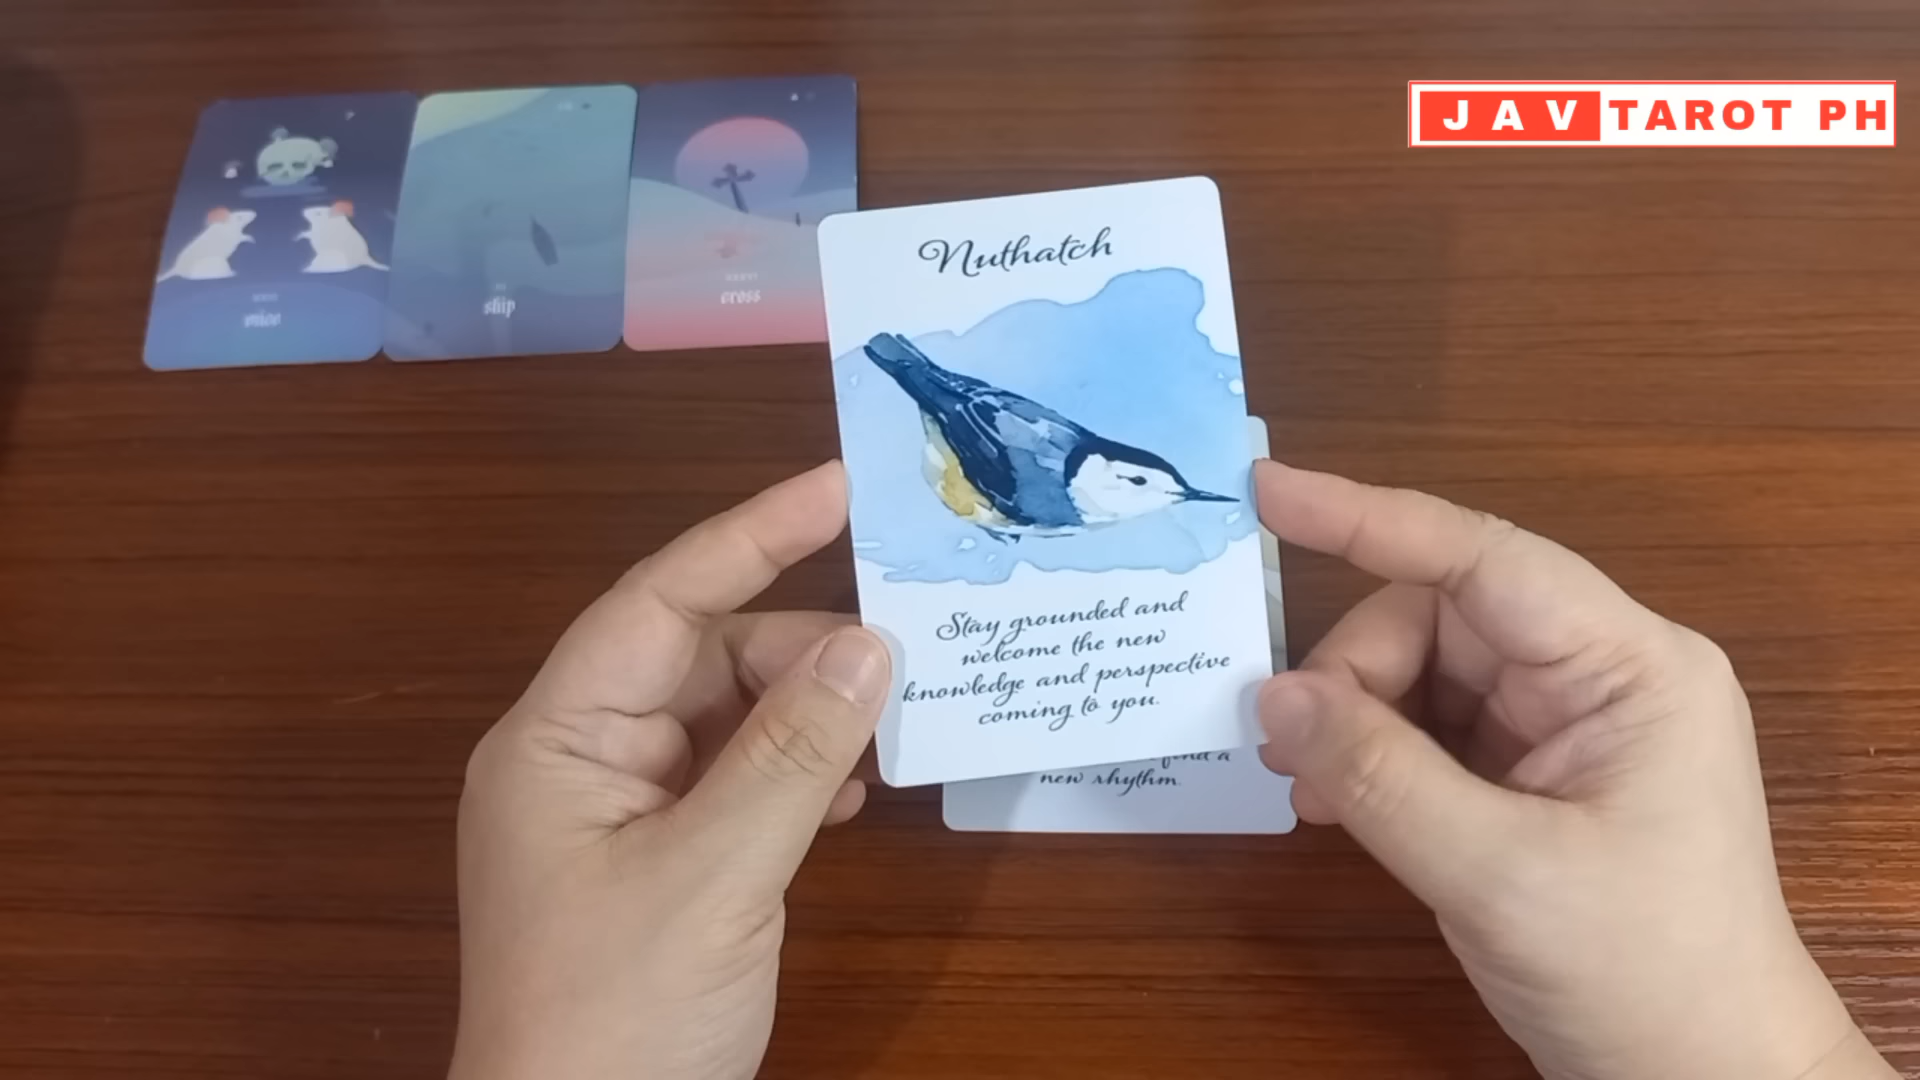 JAV TAROT PH
mice
ship
cross
Nuthatch
Stay grounded and
welcome the new
knowledge and perspective
coming to you.
find a
new rhythm.